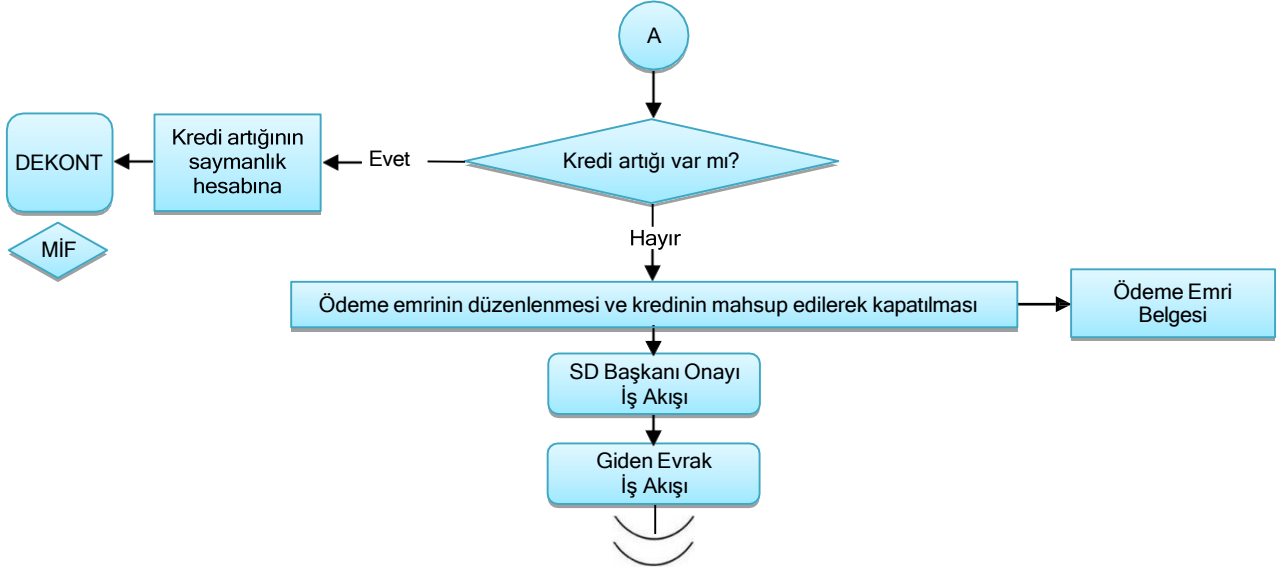 A
Kredi artığı var mı?
Evet
Kredi artığının
saymanlık
hesabına
DEKONT
MİF
Hayır
Ödeme emrinin düzenlenmesi ve kredinin mahsup edilerek kapatılması
Ödeme Emri
Belgesi
SD Başkanı Onayı
İş Akışı
Giden Evrak
İş Akışı